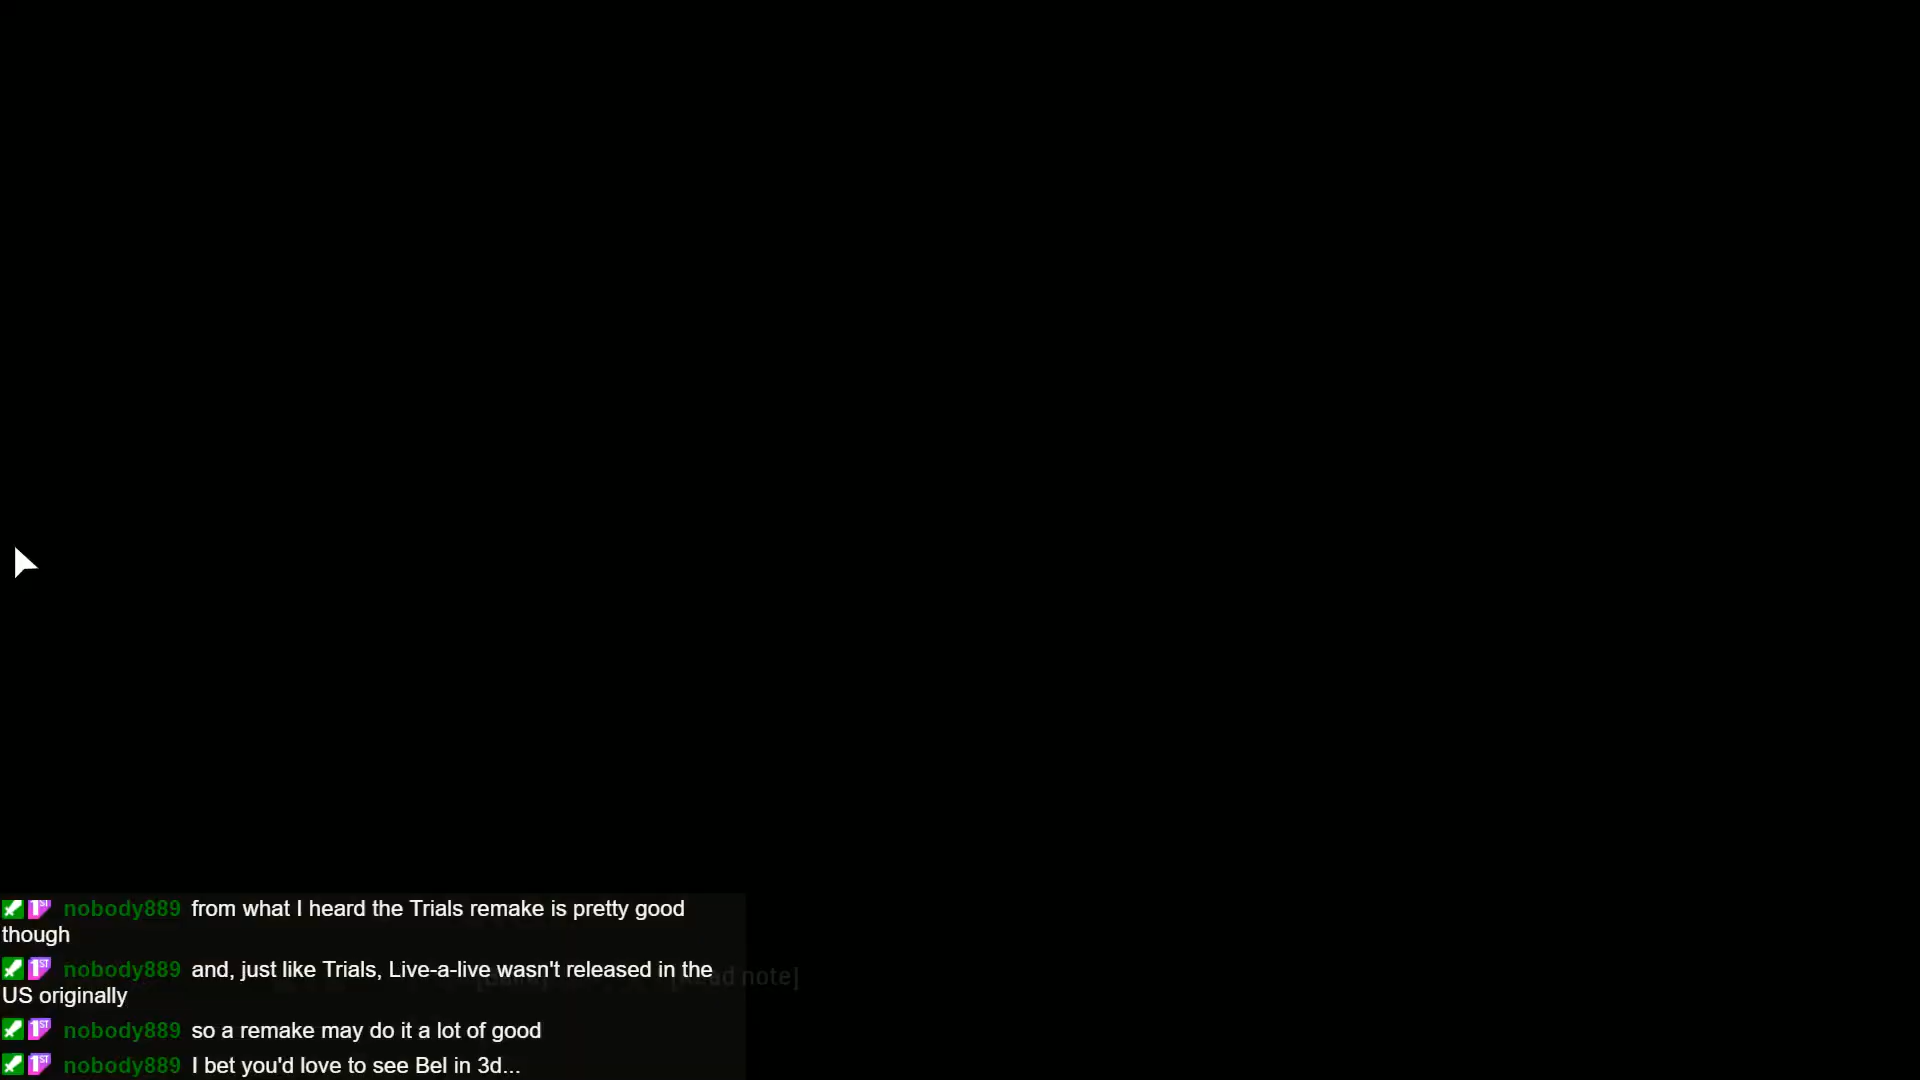 nobody889 from what I heard the Trials remake is pretty good
though
nobody889 and, just like Trials, Live-a-live wasn't released in the
US originally
note]
nobody889 so a remake may do it a lot of good
nobody889 I bet you'd love to see Bel in 3d...